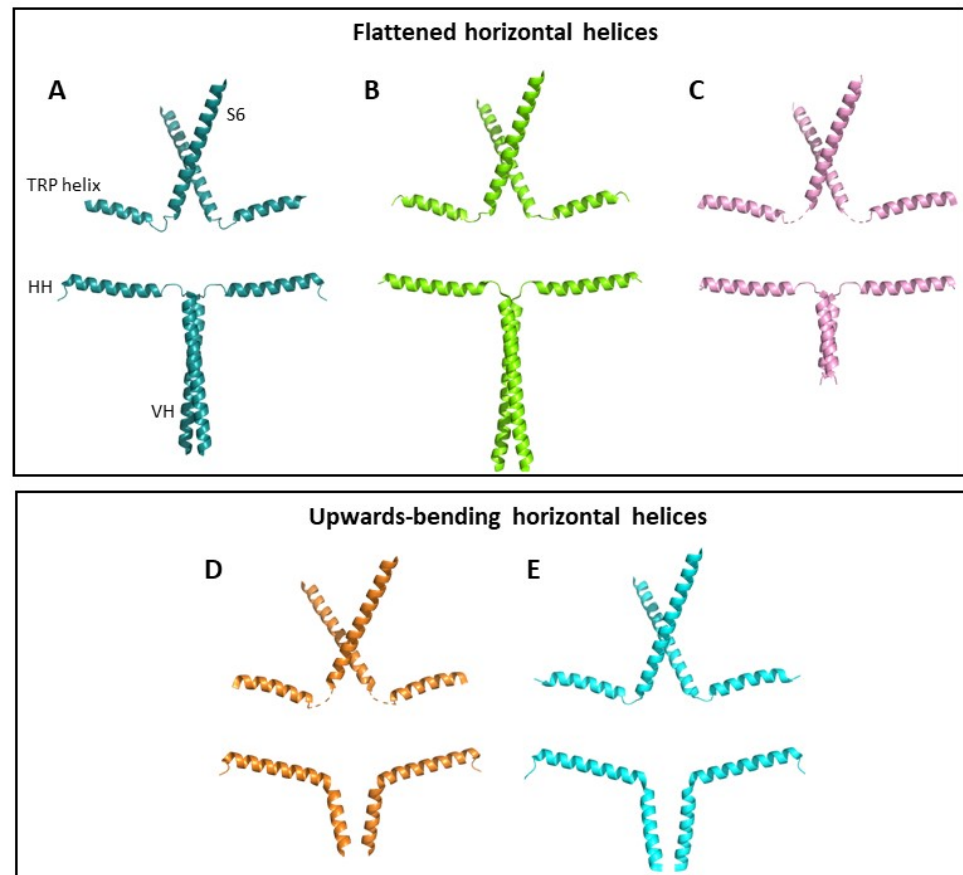 Flattened horizontal helices
A
B
C
S6
TRP helix
HH
VH
Upwards-bending horizontal helices
D
E